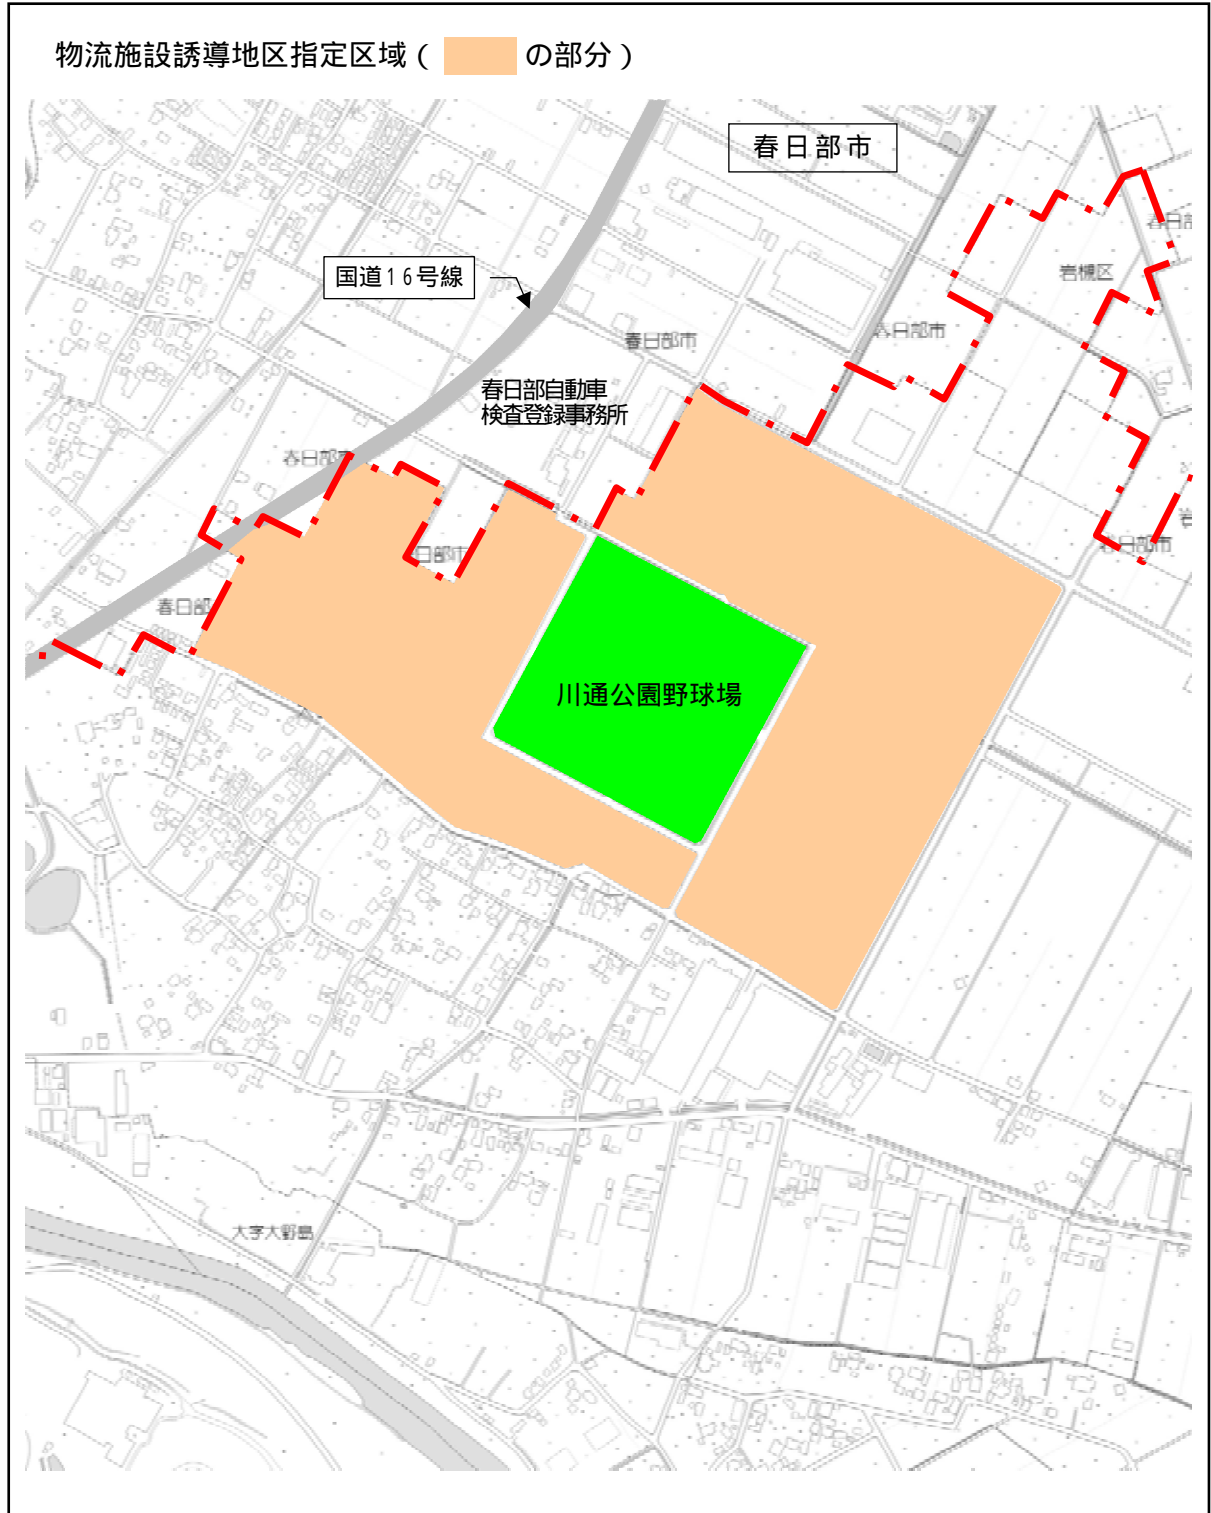 物流施設誘導地区指定区域（　　の部分）
春日部市
春日部
岩槻区
国道16号線
春日部市
春日部市
春日部自動車
検査登録事務所
春日部市
日部市
春日部市
春日部
川通公園野球場
大字大野島